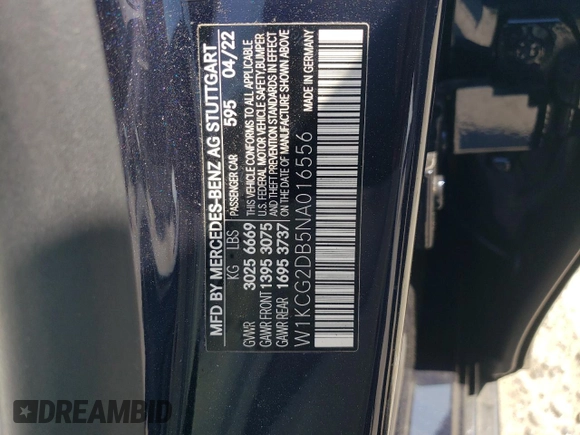 MFD BY MERCEDES-BENZ AG STUTTGART
PASSENGER CAR 595 04/22
KG - LBS
GVWR 3025 6669
GAWR FRONT 1395 3075
GAWR REAR 1695 3737
THIS VEHICLE CONFORMS TO ALL APPLICABLE
U.S. FEDERAL MOTOR VEHICLE SAFETY, BUMPER
AND THEFT PREVENTION STANDARDS IN EFFECT
ON THE DATE OF MANUFACTURE SHOWN ABOVE
MADE IN GERMANY
W1KCG2DB5NA016556
DREAMBID